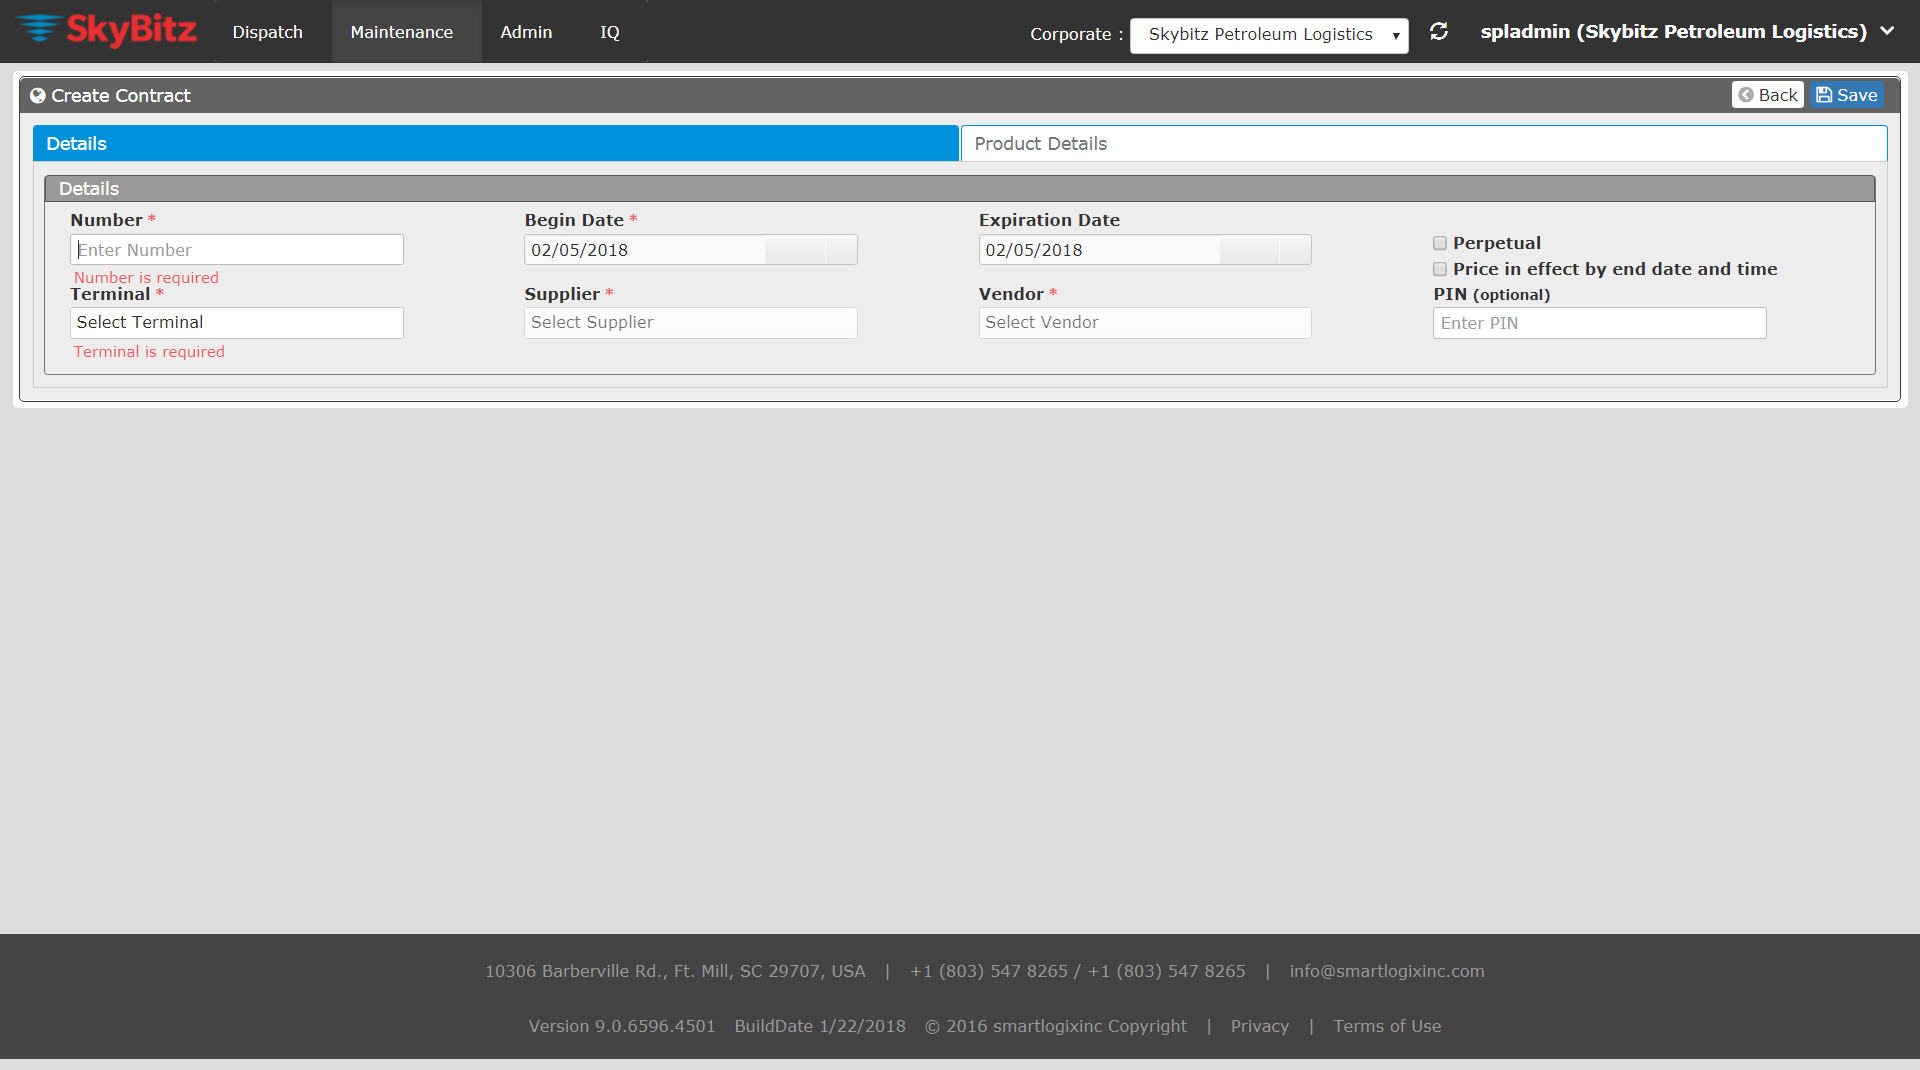 SkyBitz Dispatch Maintenance Admin IQ Corporate : Skybitz Petroleum Logistics spladmin (Skybitz Petroleum Logistics)
Create Contract Back Save
Details Product Details
Details
Number * Begin Date * Expiration Date
Enter Number 02/05/2018 02/05/2018 Perpetual
Number is required Price in effect by end date and time
Terminal * Supplier * Vendor * PIN (optional)
Select Terminal Select Supplier Select Vendor Enter PIN
Terminal is required
10306 Barberville Rd., Ft. Mill, SC 29707, USA | +1 (803) 547 8265 / +1 (803) 547 8265 | info@smartlogixinc.com
Version 9.0.6596.4501 BuildDate 1/22/2018 © 2016 smartlogixinc Copyright | Privacy | Terms of Use